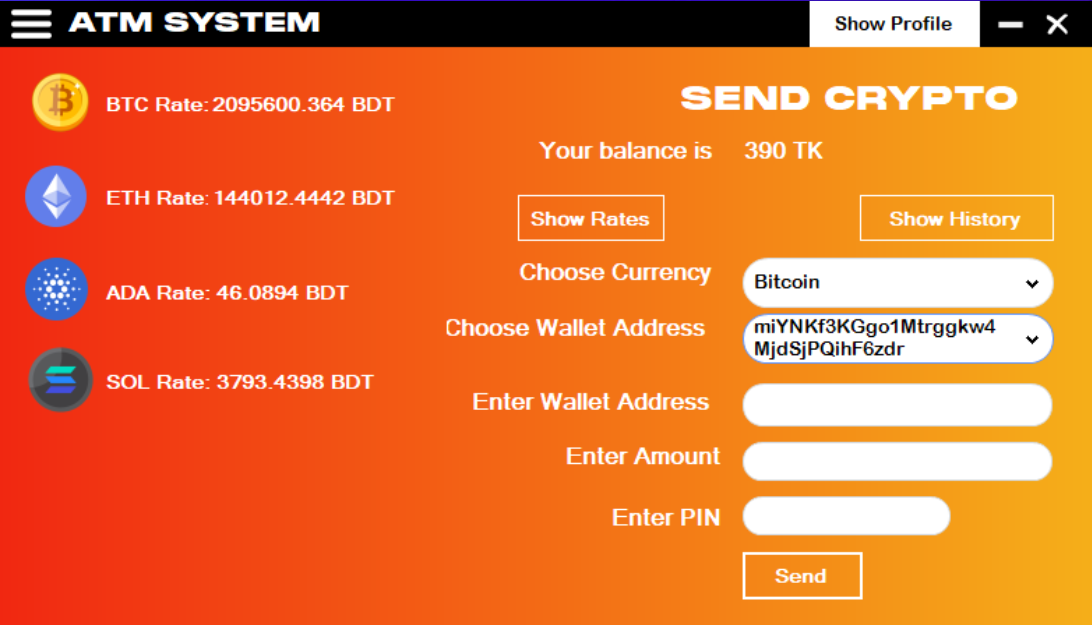 ATM SYSTEM
Show Profile
BTC Rate: 2095600.364 BDT
ETH Rate: 144012.4442 BDT
ADA Rate: 46.0894 BDT
SOL Rate: 3793.4398 BDT
SEND CRYPTO
Your balance is 390 TK
Show Rates
Show History
Choose Currency
Bitcoin
Choose Wallet Address
miYNKf3KGgo1Mtrggkw4
MjdSjPQihF6zdr
Enter Wallet Address
Enter Amount
Enter PIN
Send